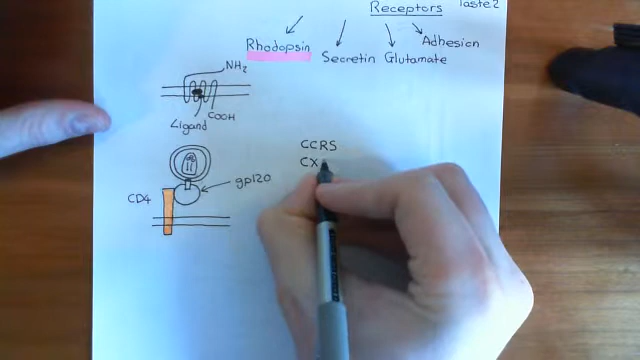 Receptors
Taste2
Rhodopsin
Secretin
Glutamate
Adhesion
NH2
COOH
Ligand
gp120
CD4
CCR5
CX